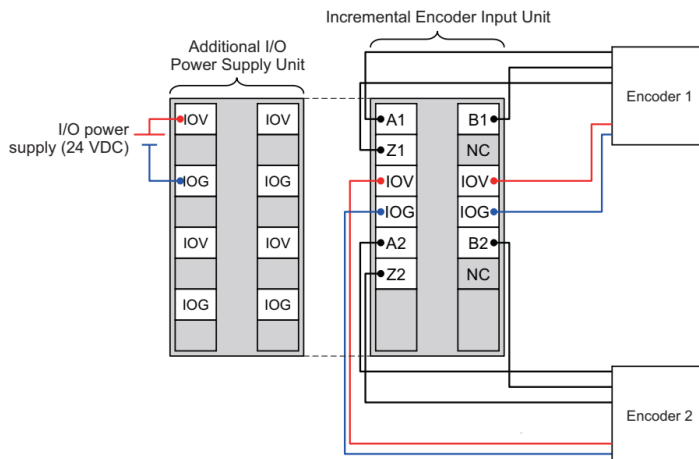 Incremental Encoder Input Unit
Additional I/O
Power Supply Unit
Encoder 1
I/O power
supply (24 VDC)
IOV IOV
IOG IOG
IOV IOV
IOG IOG
A1 B1
Z1 NC
IOV IOV
IOG IOG
A2 B2
Z2 NC
Encoder 2